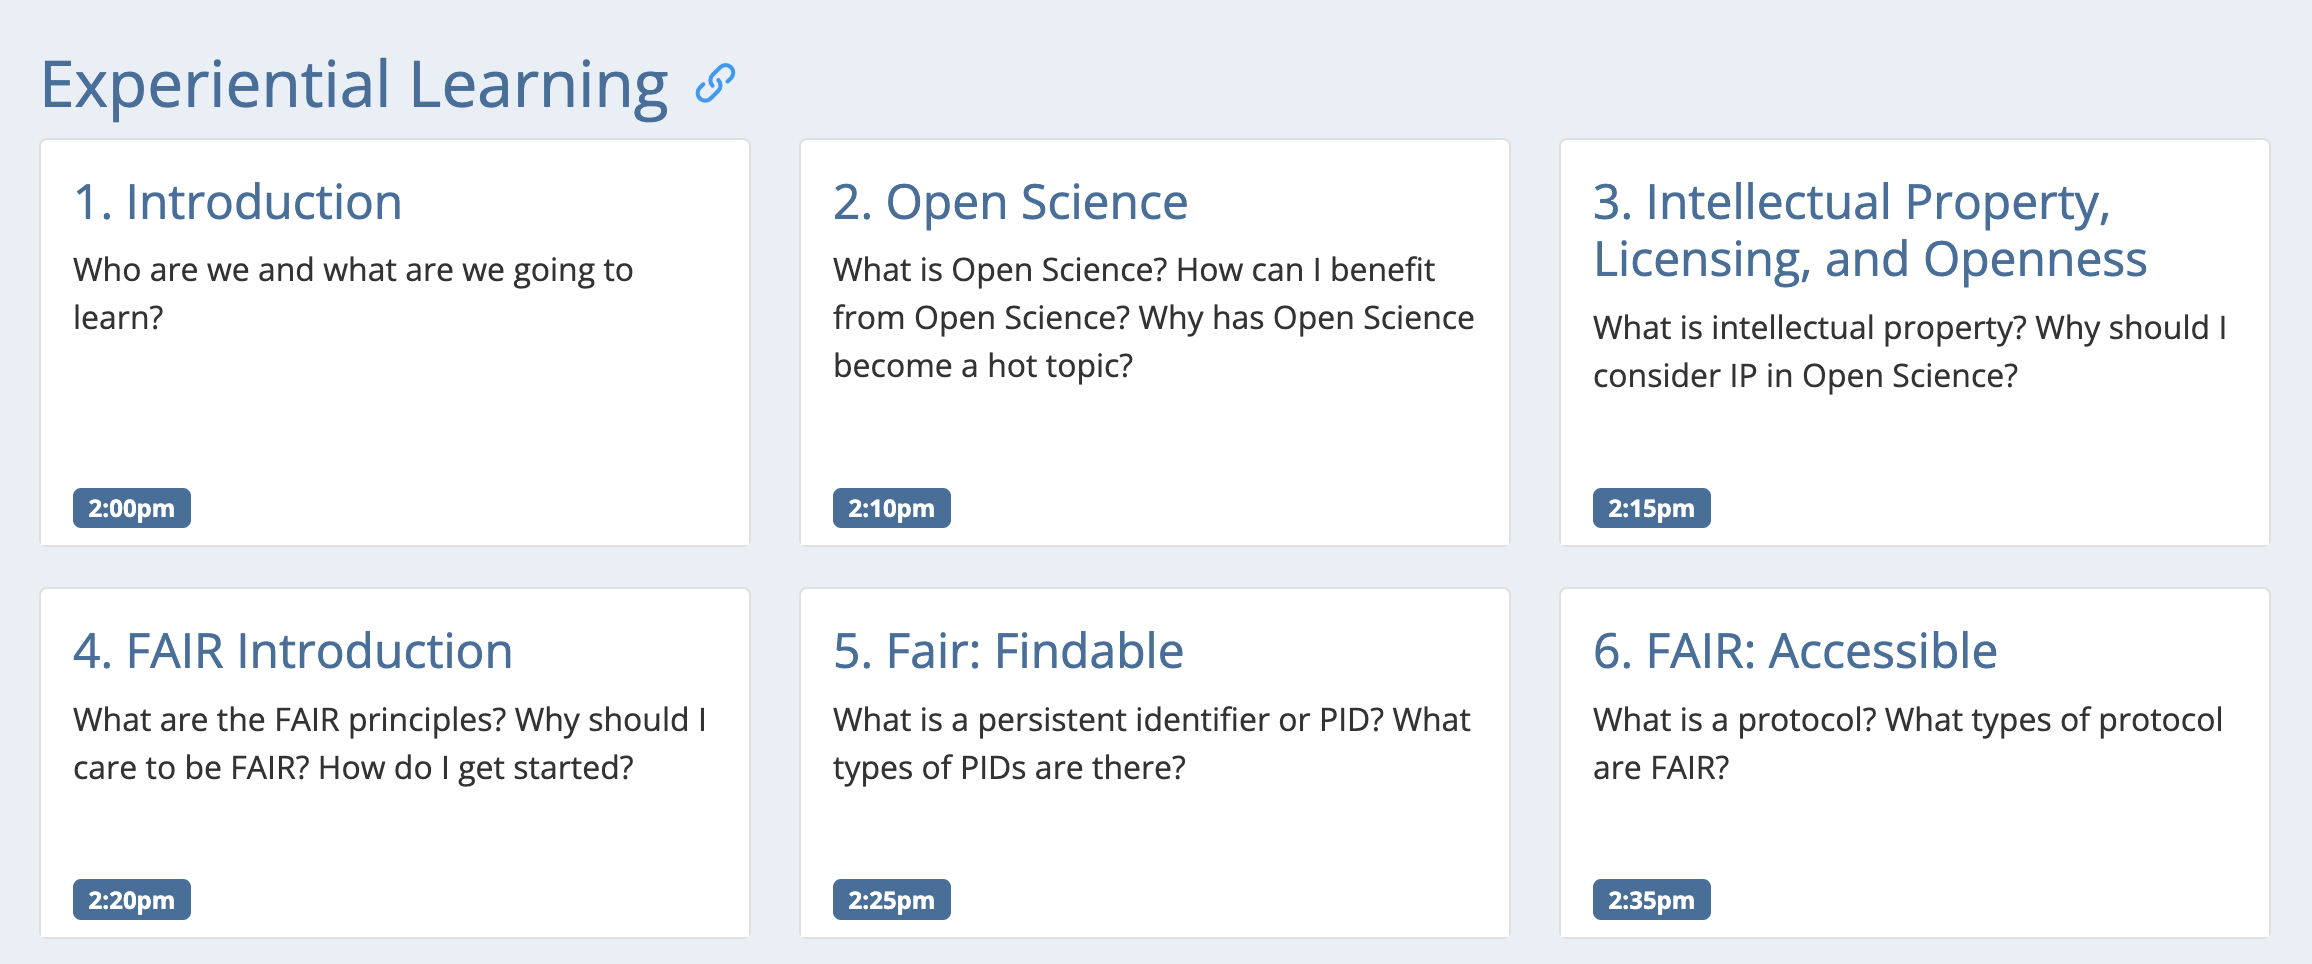 Experiential Learning
1. Introduction
Who are we and what are we going to
learn?
2:00pm
2. Open Science
What is Open Science? How can I benefit
from Open Science? Why has Open Science
become a hot topic?
2:10pm
3. Intellectual Property,
Licensing, and Openness
What is intellectual property? Why should I
consider IP in Open Science?
2:15pm
4. FAIR Introduction
What are the FAIR principles? Why should I
care to be FAIR? How do I get started?
2:20pm
5. Fair: Findable
What is a persistent identifier or PID? What
types of PIDs are there?
2:25pm
6. FAIR: Accessible
What is a protocol? What types of protocol
are FAIR?
2:35pm